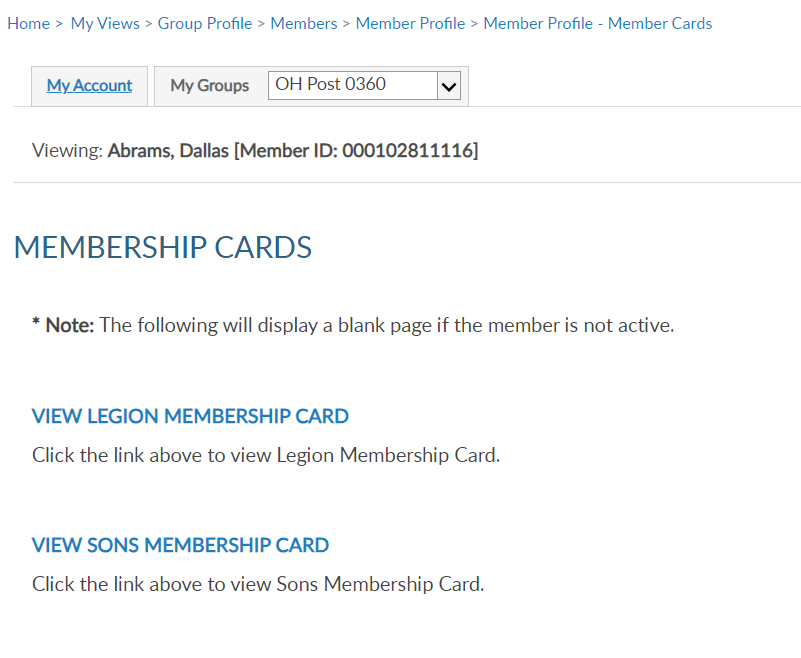 Home > My Views > Group Profile > Members > Member Profile > Member Profile - Member Cards
My Account My Groups OH Post 0360
Viewing: Abrams, Dallas [Member ID: 000102811116]
MEMBERSHIP CARDS
* Note: The following will display a blank page if the member is not active.
VIEW LEGION MEMBERSHIP CARD
Click the link above to view Legion Membership Card.
VIEW SONS MEMBERSHIP CARD
Click the link above to view Sons Membership Card.